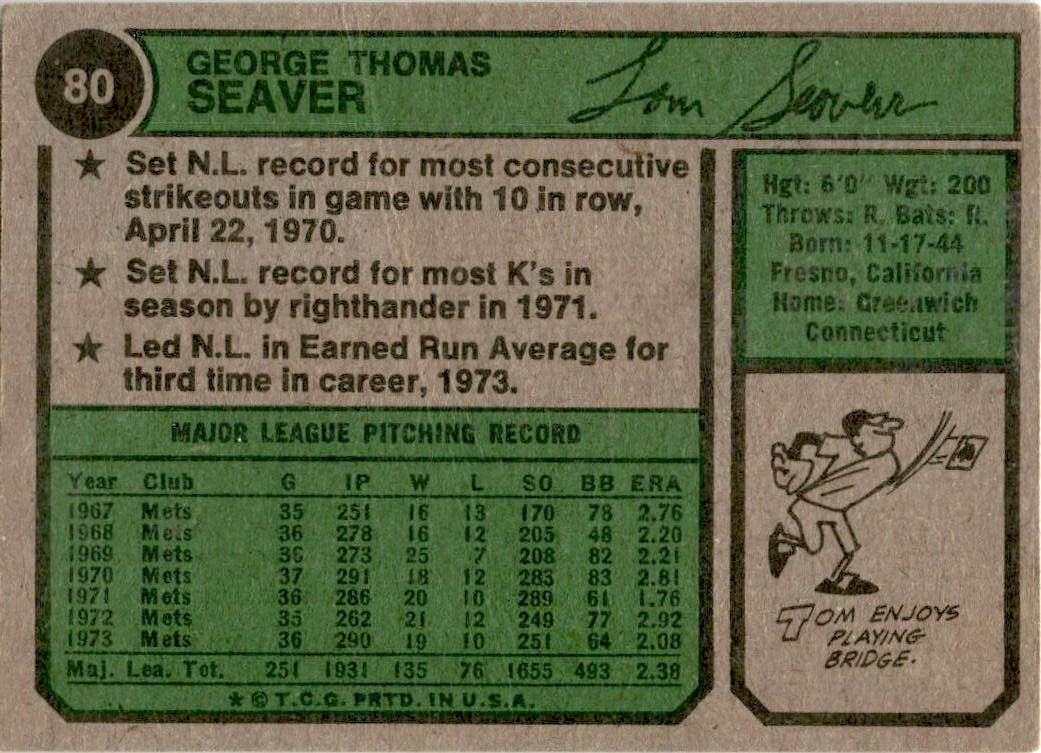 80
GEORGE THOMAS
SEAVER
Tom Seaver
★ Set N.L. record for most consecutive
strikeouts in game with 10 in row,
April 22, 1970.
★ Set N.L. record for most K's in
season by righthander in 1971.
★ Led N.L. in Earned Run Average for
third time in career, 1973.
Hgt: 6'0" Wgt: 200
Throws: R. Bats: R.
Born: 11-17-44
Fresno, California
Home: Greenwich
Connecticut
MAJOR LEAGUE PITCHING RECORD
Year Club G IP W L SO BB ERA
1967 Mets 35 251 16 13 170 78 2.76
1968 Mets 36 278 16 12 205 48 2.20
1969 Mets 36 273 25 7 208 82 2.21
1970 Mets 37 291 18 12 283 83 2.81
1971 Mets 36 286 20 10 289 61 1.76
1972 Mets 35 262 21 12 249 77 2.92
1973 Mets 36 290 19 10 251 64 2.08
Maj. Lea. Tot. 251 1931 135 76 1655 493 2.38
★ © T.C.G. PRTD. IN U.S.A.
TOM ENJOYS
PLAYING
BRIDGE.